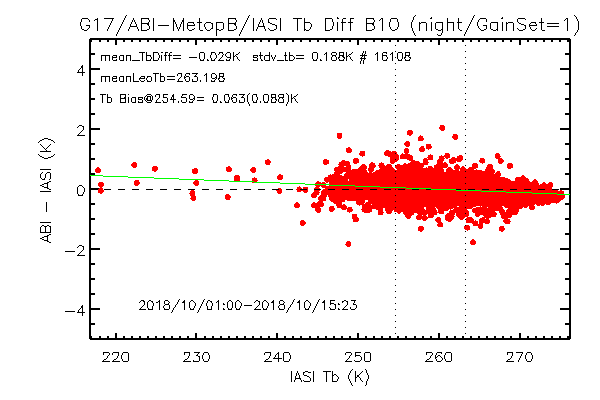 G17/ABI-MetopB/IASI Tb Diff B10 (night/GainSet=1)
mean_TbDiff= -0.029K stdv_tb= 0.188K # 16108
meanLeoTb=263.198
Tb Bias@254.59= 0.063(0.088)K
4
2
0
-2
-4
ABI - IASI (K)
2018/10/01:00-2018/10/15:23
220 230 240 250 260 270
IASI Tb (K)